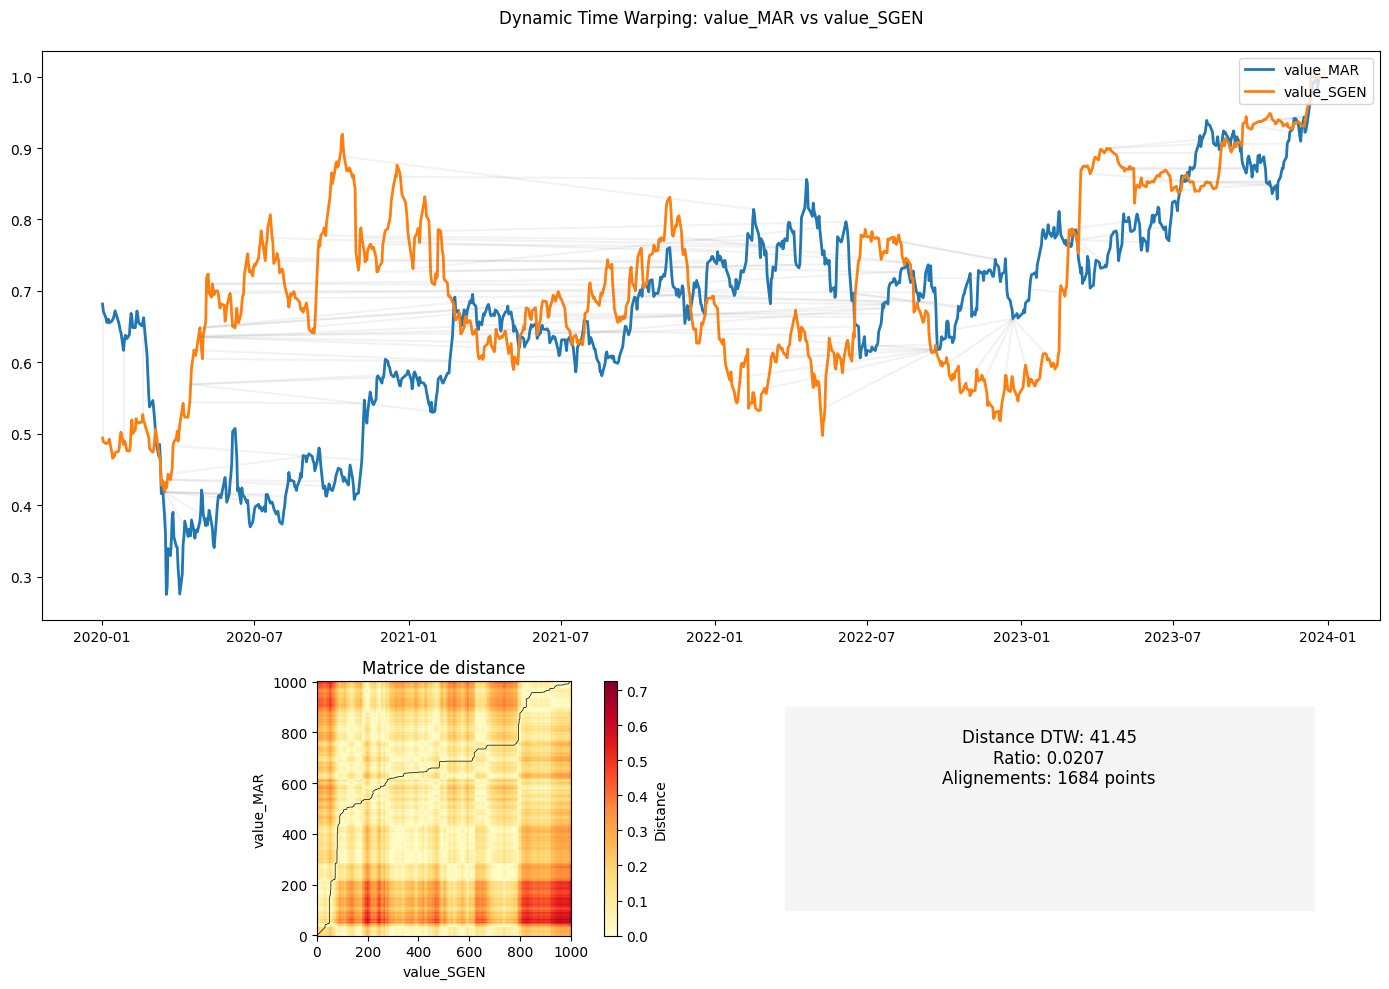 Dynamic Time Warping: value_MAR vs value_SGEN
value_MAR
value_SGEN
1.0
0.9
0.8
0.7
0.6
0.5
0.4
0.3
2020-01 2020-07 2021-01 2021-07 2022-01 2022-07 2023-01 2023-07 2024-01
Matrice de distance
value_MAR
1000
800
600
400
200
0
0 200 400 600 800 1000
value_SGEN
0.7
0.6
0.5
0.4
0.3
0.2
0.1
0.0
Distance
Distance DTW: 41.45
Ratio: 0.0207
Alignements: 1684 points